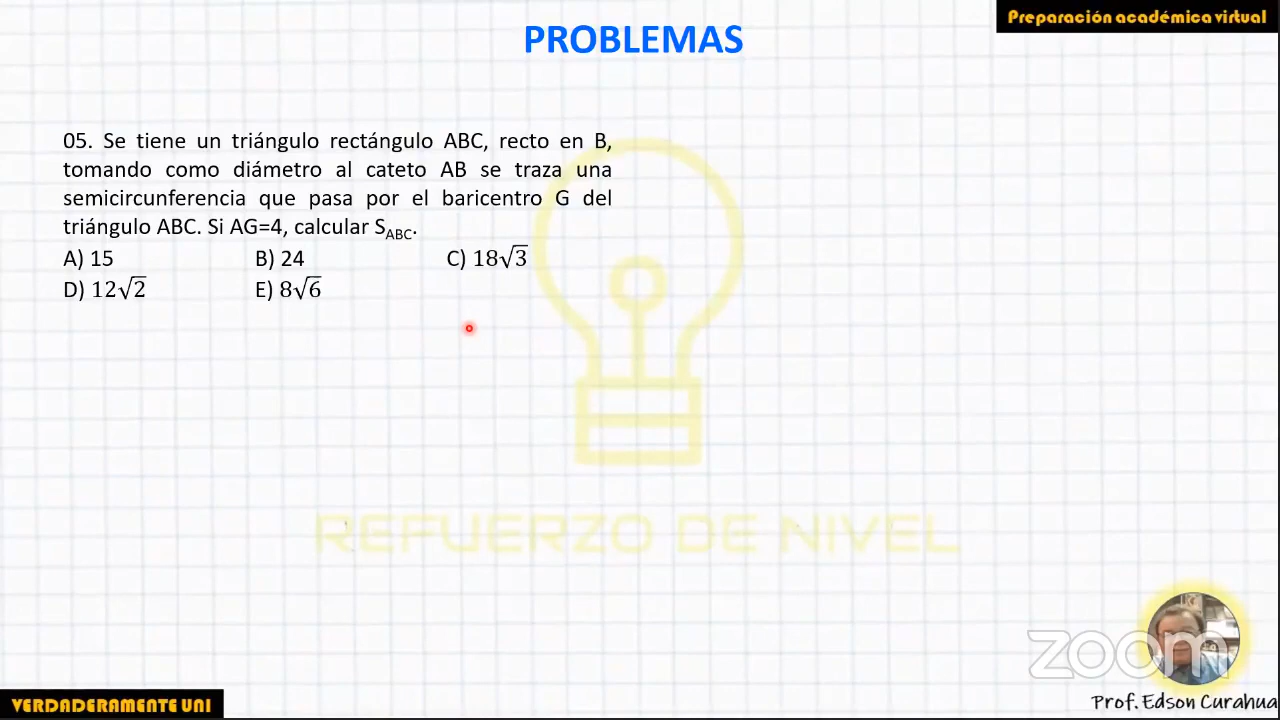 Preparación académica virtual
PROBLEMAS
05. Se tiene un triángulo rectángulo ABC, recto en B,
tomando como diámetro al cateto AB se traza una
semicircunferencia que pasa por el baricentro G del
triángulo ABC. Si AG=4, calcular S_ABC.
A) 15 B) 24 C) 18√3
D) 12√2 E) 8√6
REFUERZO DE NIVEL
zoom
Prof. Edson Curahua
VERDADERAMENTE UNI